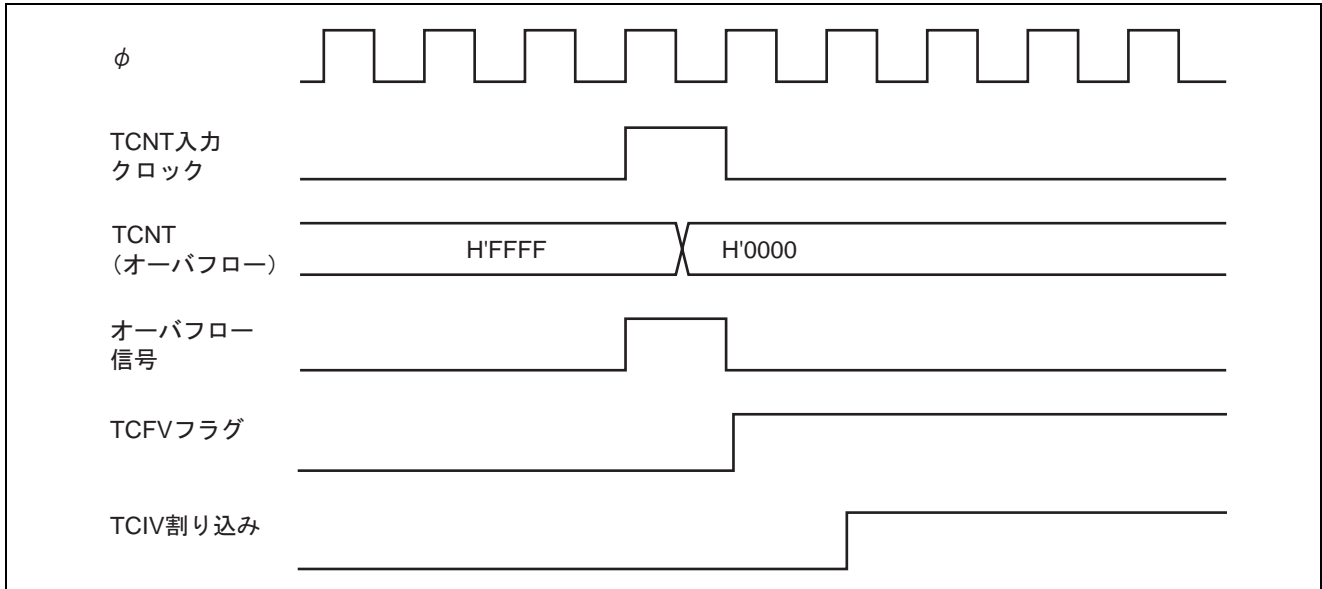 φ
TCNT入力
クロック
TCNT
（オーバフロー）
H'FFFF
H'0000
オーバフロー
信号
TCFVフラグ
TCIV割り込み